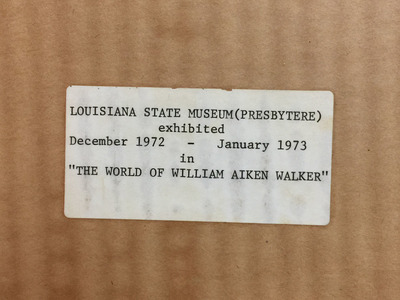 LOUISIANA STATE MUSEUM(PRESBYTERE)
exhibited
December 1972 - January 1973
in
"THE WORLD OF WILLIAM AIKEN WALKER"